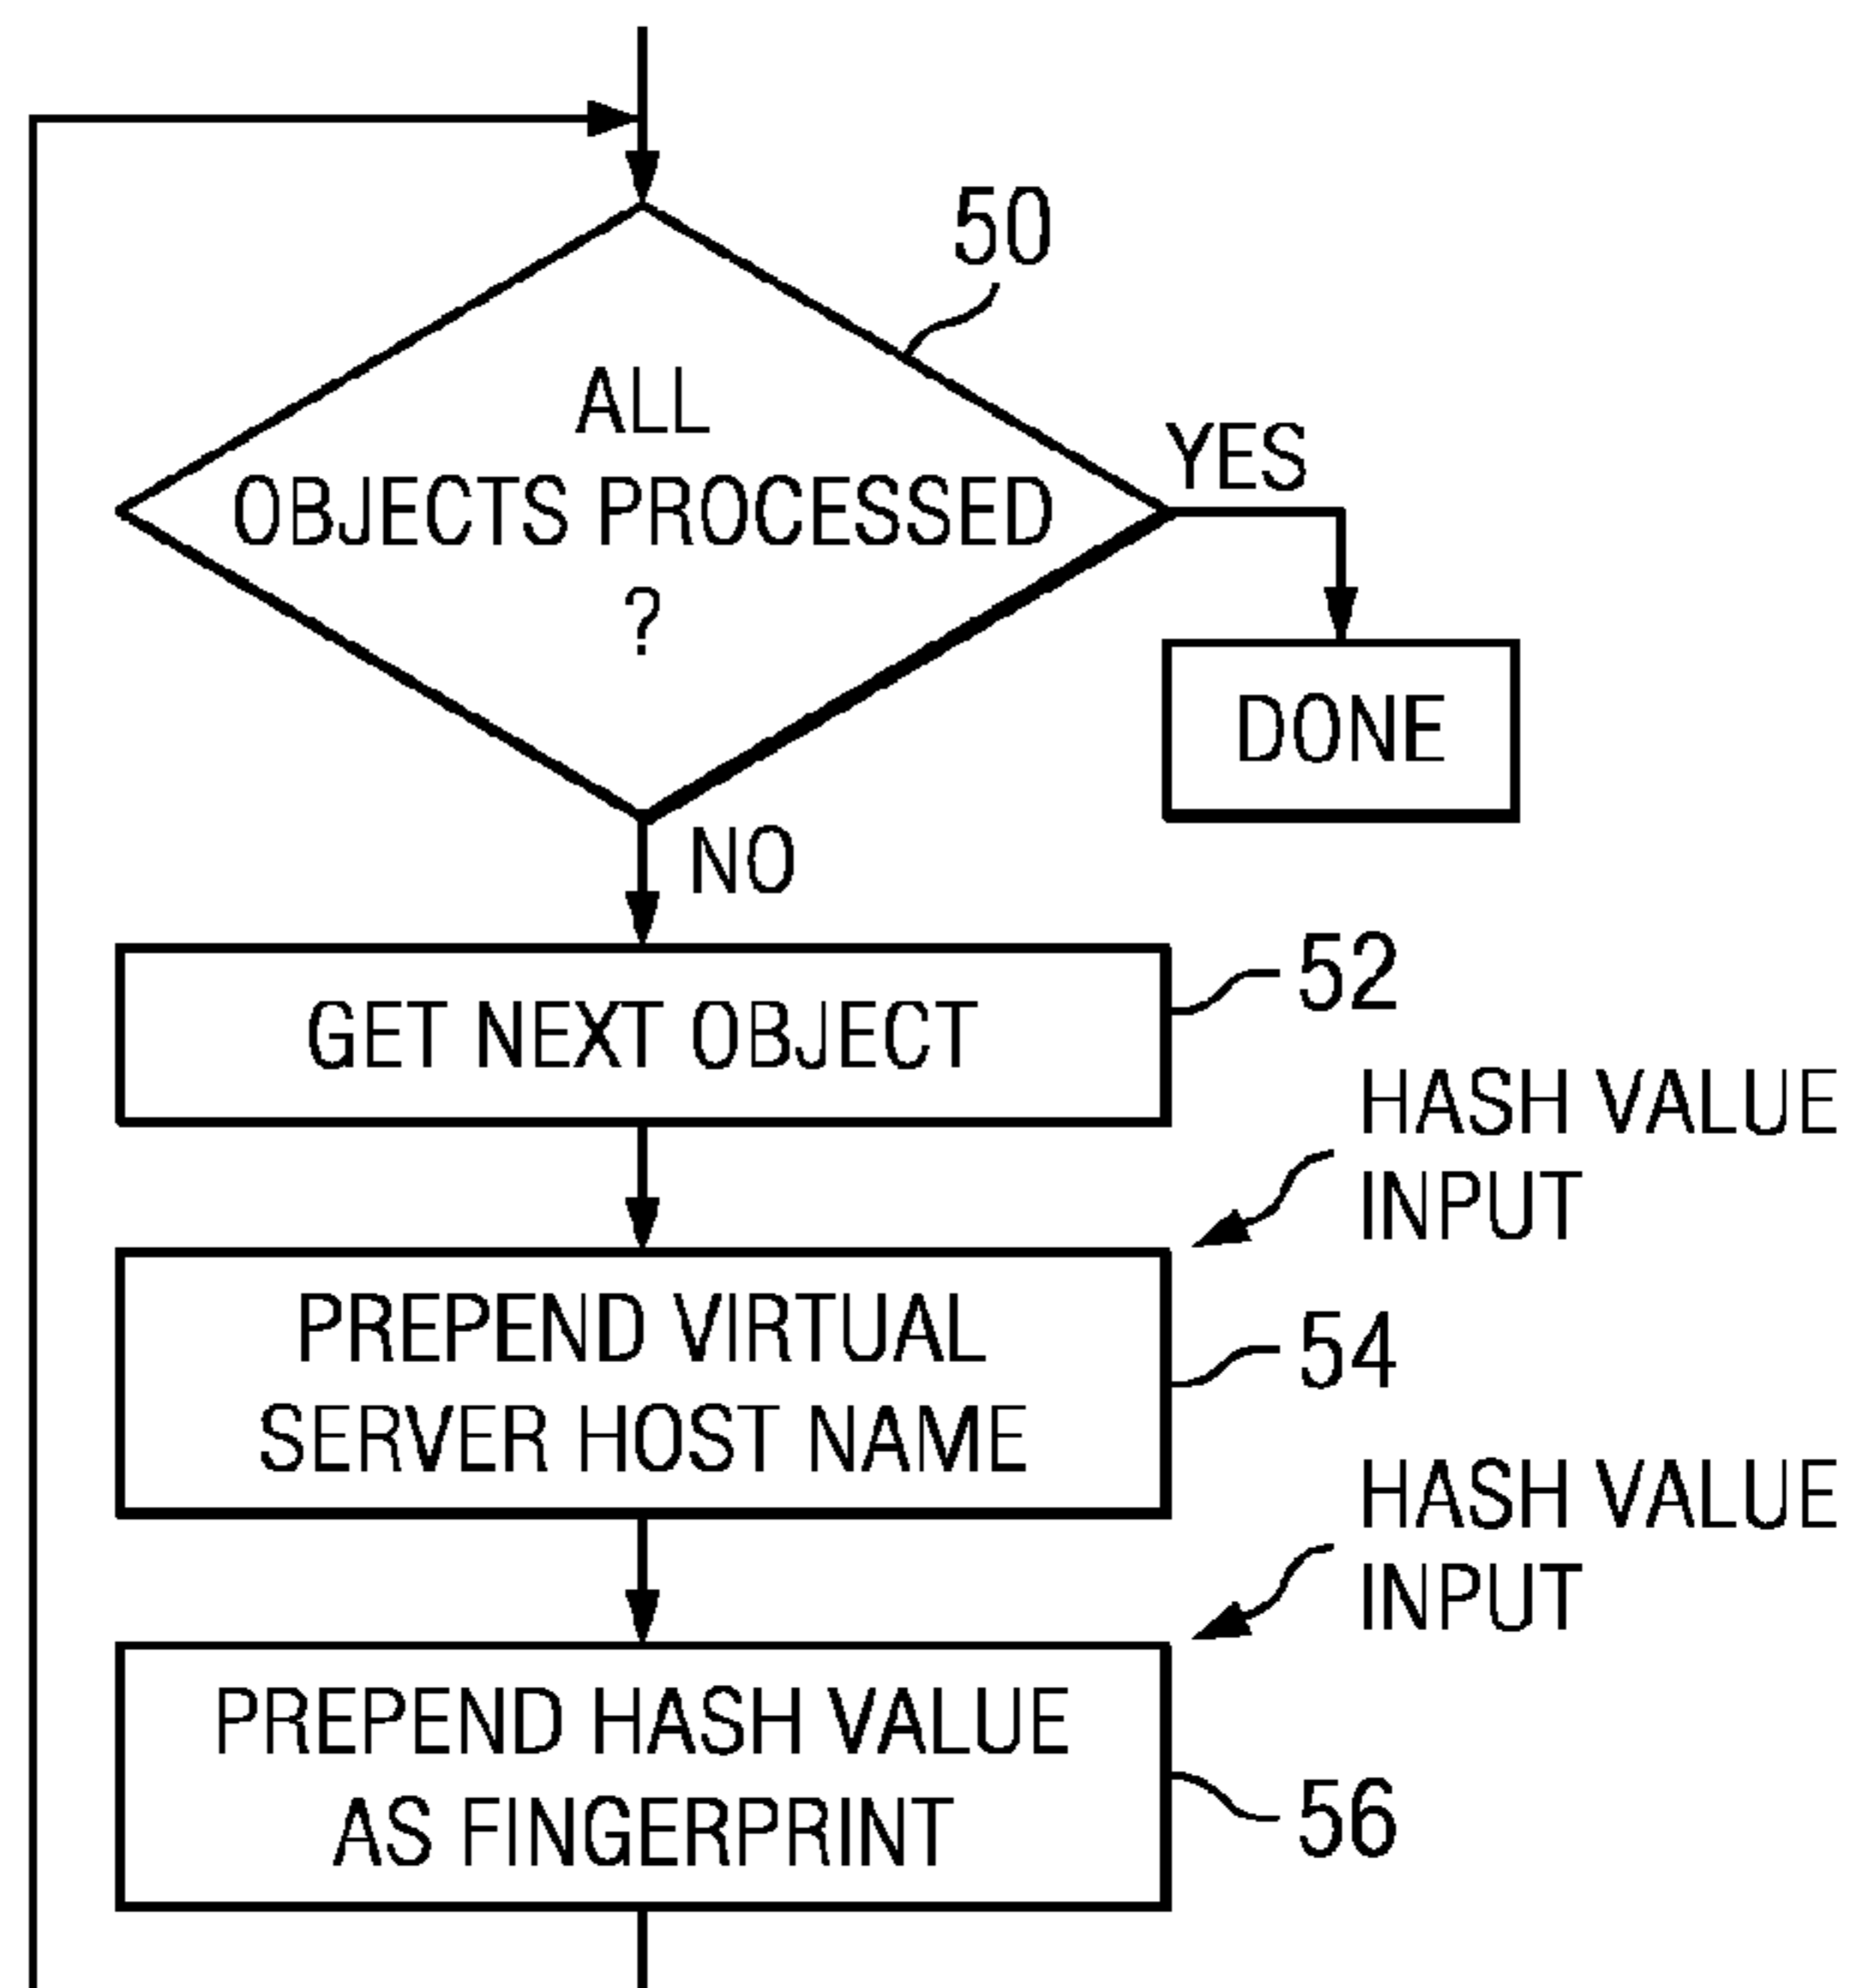 50
ALL
OBJECTS PROCESSED
?
YES
DONE
NO
GET NEXT OBJECT
52
HASH VALUE
INPUT
PREPEND VIRTUAL
SERVER HOST NAME
54
HASH VALUE
INPUT
PREPEND HASH VALUE
AS FINGERPRINT
56